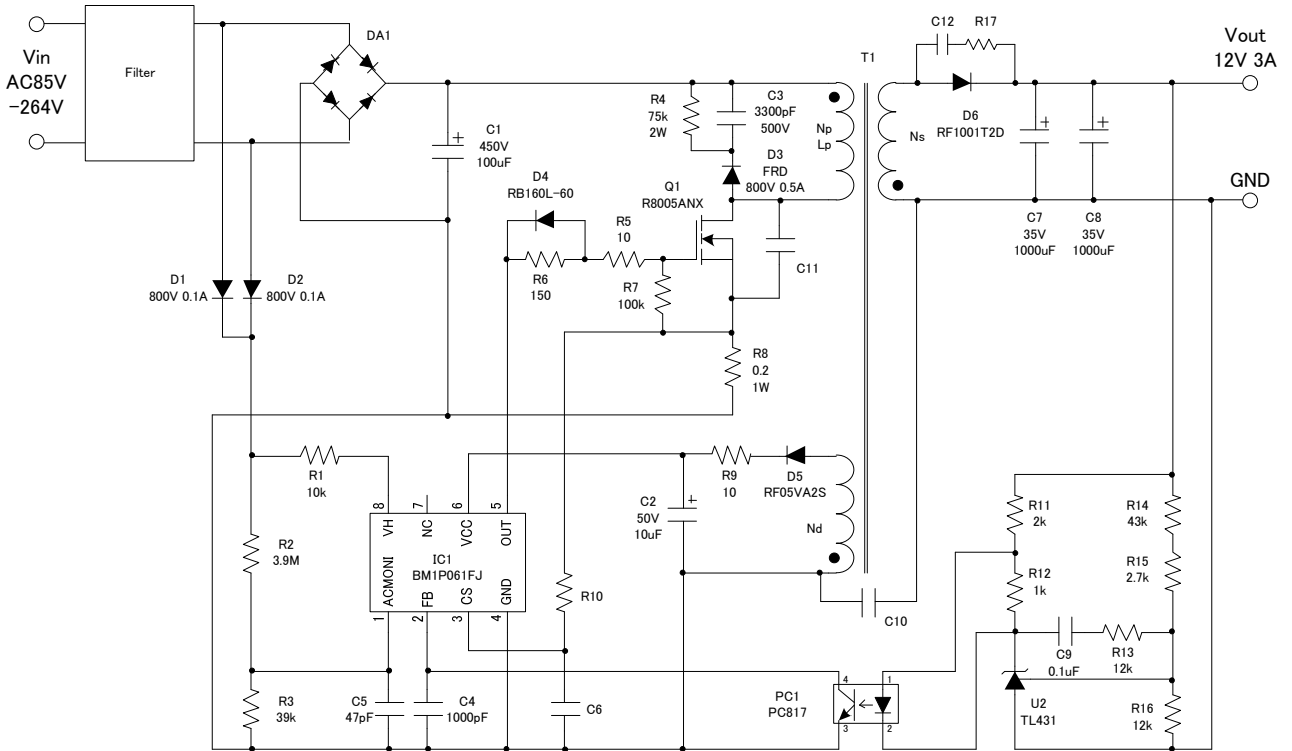 Vin
AC85V
-264V
Filter
DA1
C1
450V
100uF
R4
75k
2W
C3
3300pF
500V
D3
FRD
800V 0.5A
T1
Np
Lp
Ns
C12
R17
D6
RF1001T2D
Vout
12V 3A
GND
C7
35V
1000uF
C8
35V
1000uF
D4
RB160L-60
Q1
R8005ANX
R5
10
R6
150
R7
100k
C11
D1
800V 0.1A
D2
800V 0.1A
R8
0.2
1W
R1
10k
R2
3.9M
R3
39k
8
7
6
5
VH
NC
VCC
OUT
IC1
BM1P061FJ
ACMONI
FB
CS
GND
1
2
3
4
C2
50V
10uF
R9
10
D5
RF05VA2S
Nd
R10
C10
C5
47pF
C4
1000pF
C6
PC1
PC817
4
1
3
2
R11
2k
R12
1k
R14
43k
R15
2.7k
C9
0.1uF
R13
12k
U2
TL431
R16
12k